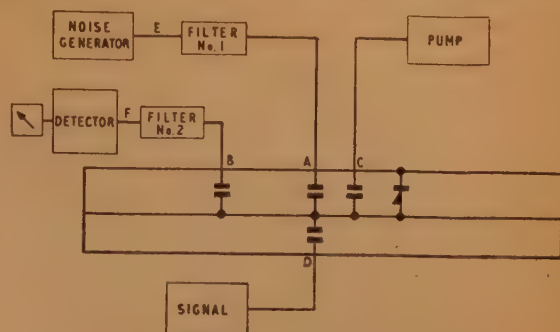 NOISE
GENERATOR
E
FILTER
No.1
PUMP
DETECTOR
F
FILTER
No.2
B
A
C
D
SIGNAL